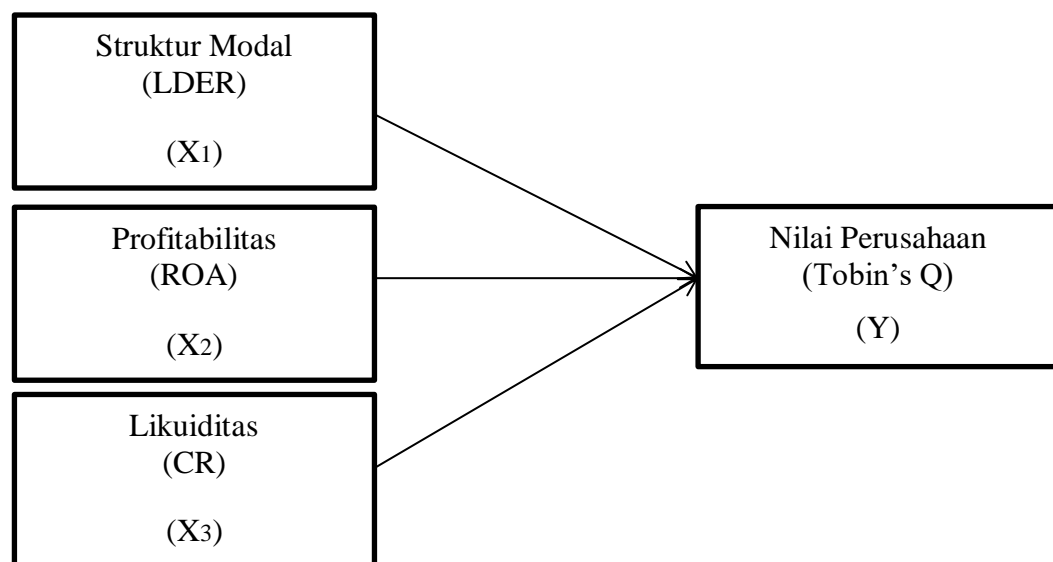 Struktur Modal
(LDER)
(X1)
Profitabilitas
(ROA)
(X2)
Likuiditas
(CR)
(X3)
Nilai Perusahaan
(Tobin’s Q)
(Y)